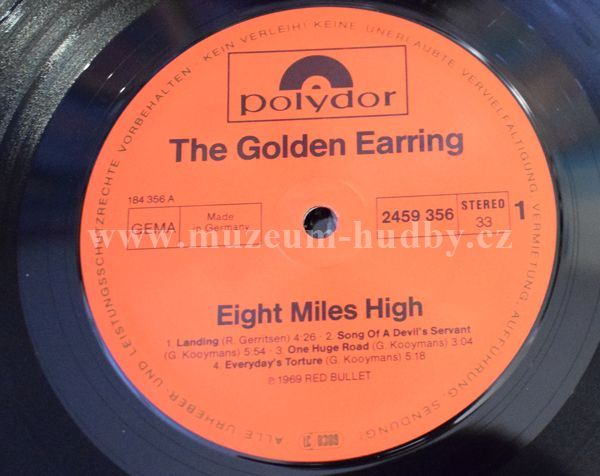 ALLE URHEBER- UND LEISTUNGSSCHUTZRECHTE VORBEHALTEN · KEIN VERLEIH! KEINE UNERLAUBTE VERVIELFÄLTIGUNG, VERMIETUNG, AUFFÜHRUNG, SENDUNG!
polydor
The Golden Earring
184 356 A
GEMA
Made
in Germany
2459 356
STEREO
33
1
www.muzeum-hudby.cz
Eight Miles High
1. Landing (R. Gerritsen) 4:26 · 2. Song Of A Devil's Servant
(G. Kooymans) 5:54 · 3 One Huge Road (G. Kooymans) 3:04
4. Everyday's Torture (G. Kooymans) 5:18
℗ 1969 RED BULLET